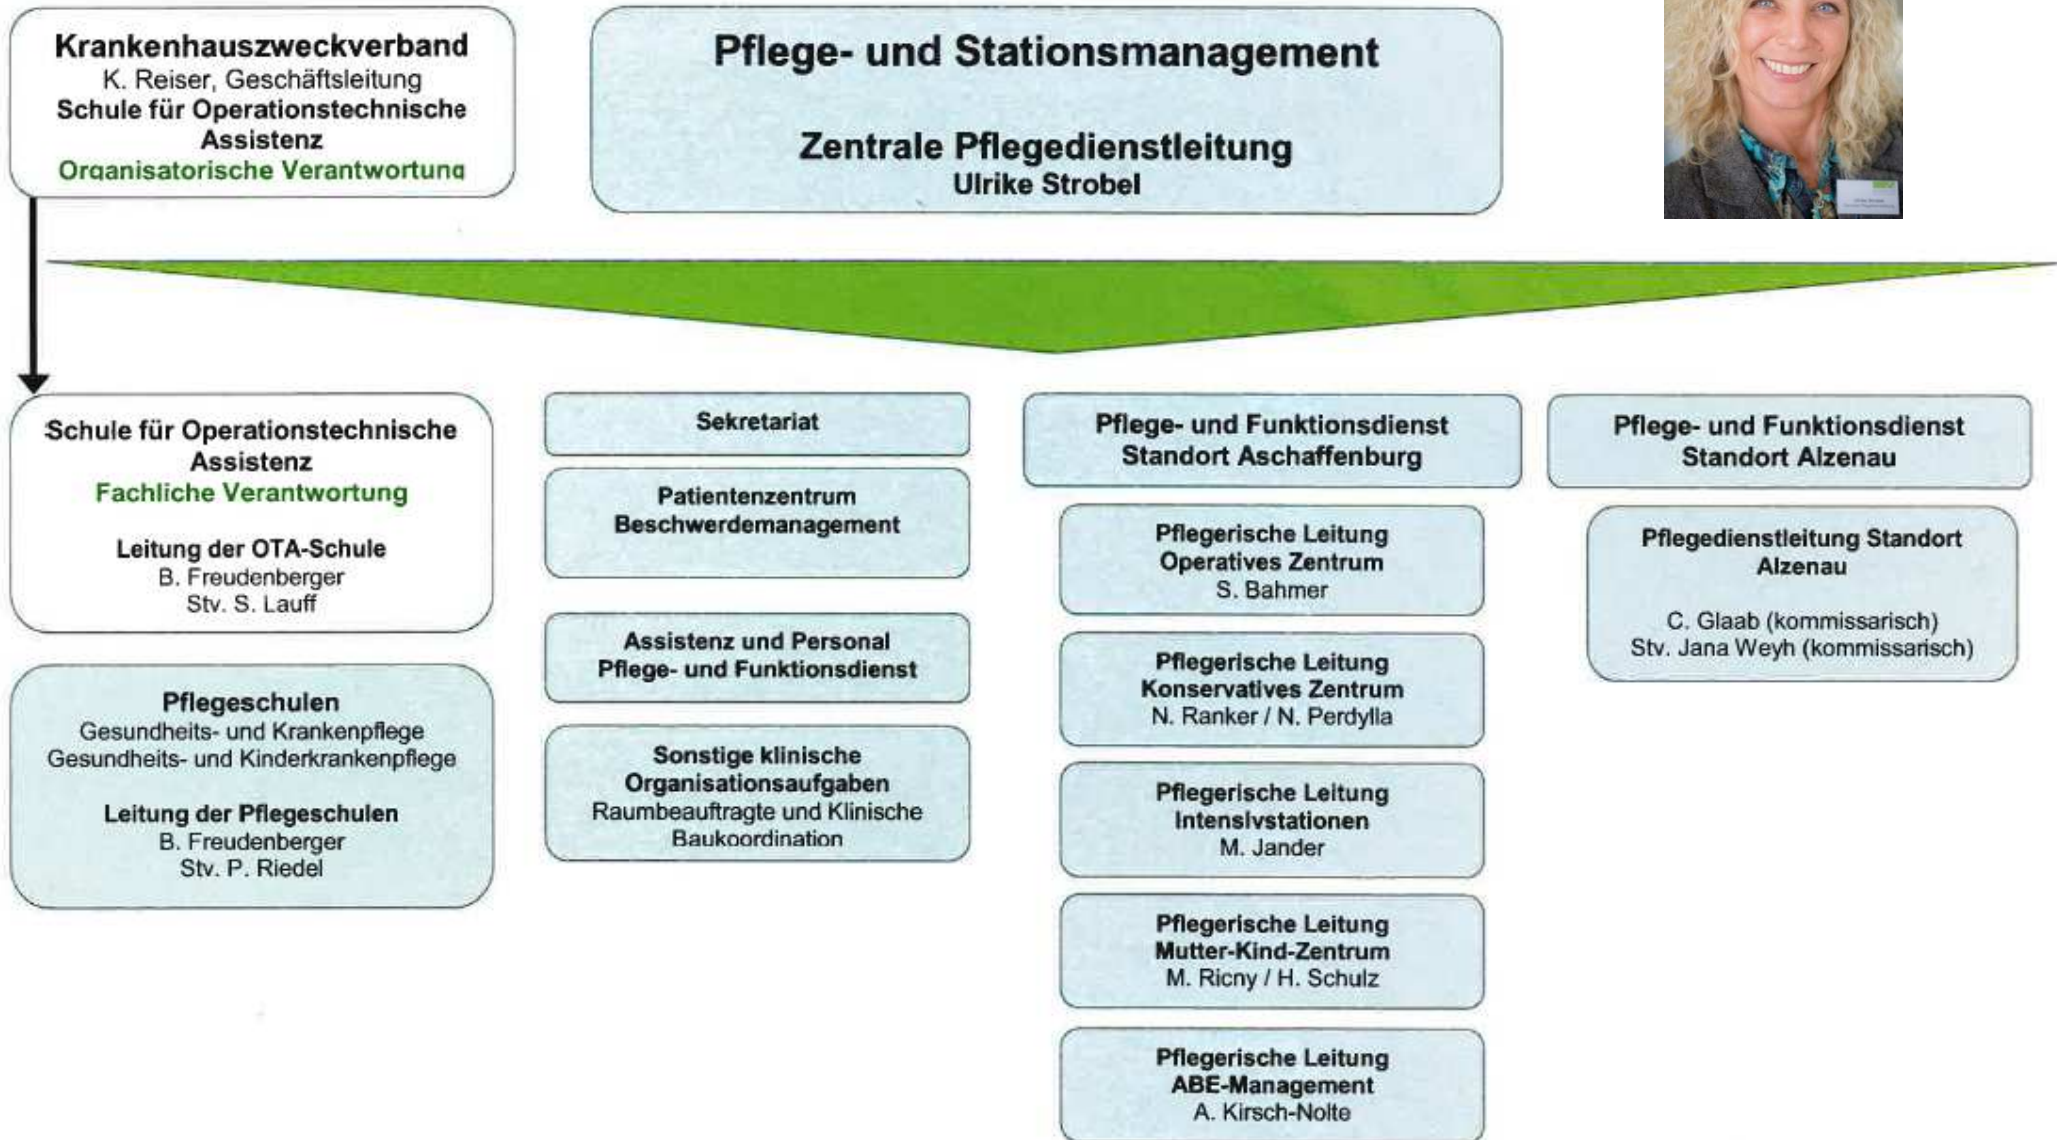 Krankenhauszweckverband
K. Reiser, Geschäftsleitung
Schule für Operationstechnische
Assistenz
Organisatorische Verantwortung
Pflege- und Stationsmanagement
Zentrale Pflegedienstleitung
Ulrike Strobel
Schule für Operationstechnische
Assistenz
Fachliche Verantwortung
Leitung der OTA-Schule
B. Freudenberger
Stv. S. Lauff
Pflegeschulen
Gesundheits- und Krankenpflege
Gesundheits- und Kinderkrankenpflege
Leitung der Pflegeschulen
B. Freudenberger
Stv. P. Riedel
Sekretariat
Patientenzentrum
Beschwerdemanagement
Assistenz und Personal
Pflege- und Funktionsdienst
Sonstige klinische
Organisationsaufgaben
Raumbeauftragte und Klinische
Baukoordination
Pflege- und Funktionsdienst
Standort Aschaffenburg
Pflegerische Leitung
Operatives Zentrum
S. Bahmer
Pflegerische Leitung
Konservatives Zentrum
N. Ranker / N. Perdylla
Pflegerische Leitung
Intensivstationen
M. Jander
Pflegerische Leitung
Mutter-Kind-Zentrum
M. Ricny / H. Schulz
Pflegerische Leitung
ABE-Management
A. Kirsch-Nolte
Pflege- und Funktionsdienst
Standort Alzenau
Pflegedienstleitung Standort
Alzenau
C. Glaab (kommissarisch)
Stv. Jana Weyh (kommissarisch)